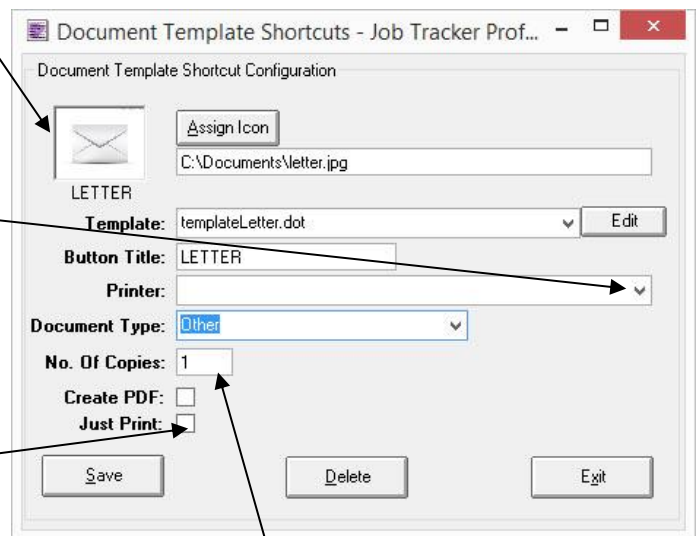 Document Template Shortcuts - Job Tracker Prof...
Document Template Shortcut Configuration
Assign Icon
C:\Documents\letter.jpg
LETTER
Template: templateLetter.dot Edit
Button Title: LETTER
Printer:
Document Type: Other
No. Of Copies: 1
Create PDF:
Just Print:
Save Delete Exit